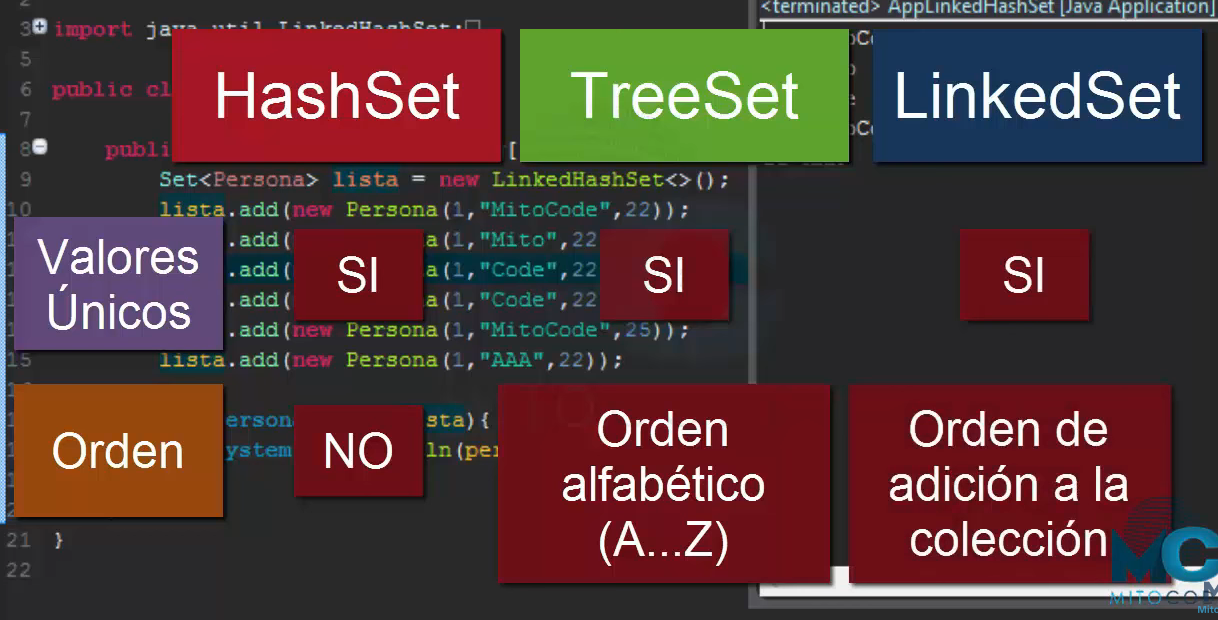 <terminated> AppLinkedHashSet [Java Application]
3 import java.util.LinkedHashSet;
5
6 public cl
7
8 publi
HashSet
TreeSet
LinkedSet
9 Set<Persona> lista = new LinkedHashSet<>();
10 lista.add(new Persona(1,"MitoCode",22));
.add( a(1,"Mito",22
.add( a(1,"Code",22
.add( a(1,"Code",22
.add(new Persona(1,"MitoCode",25));
15 lista.add(new Persona(1,"AAA",22));
Valores
Únicos
SI
SI
SI
erson sta){
ystem ln(per
Orden
NO
Orden
alfabético
(A...Z)
Orden de
adición a la
colección
21 }
22
MC